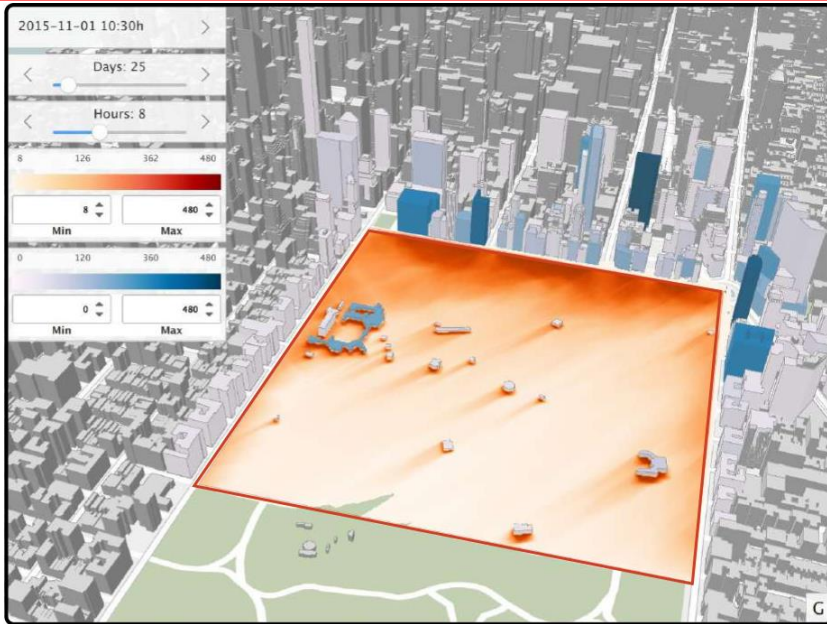 2015-11-01 10:30h
Days: 25
Hours: 8
8 126 362 480
8 480
Min Max
0 120 360 480
0 480
Min Max
G